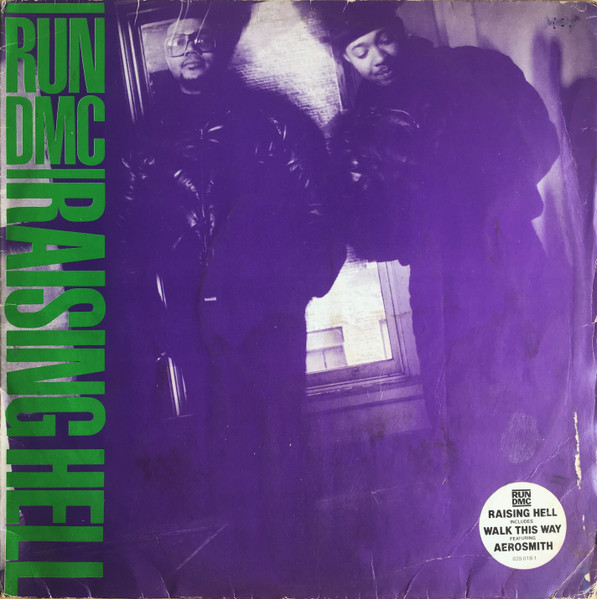 RUN
DMC
RAISING HELL
RUN
DMC
RAISING HELL
INCLUDES
WALK THIS WAY
FEATURING
AEROSMITH